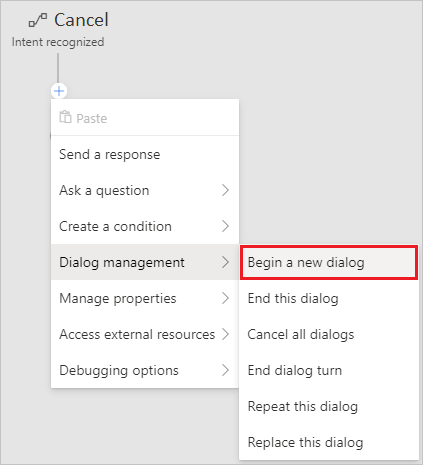 Cancel
Intent recognized
Paste
Send a response
Ask a question
Create a condition
Dialog management
Manage properties
Access external resources
Debugging options
Begin a new dialog
End this dialog
Cancel all dialogs
End dialog turn
Repeat this dialog
Replace this dialog